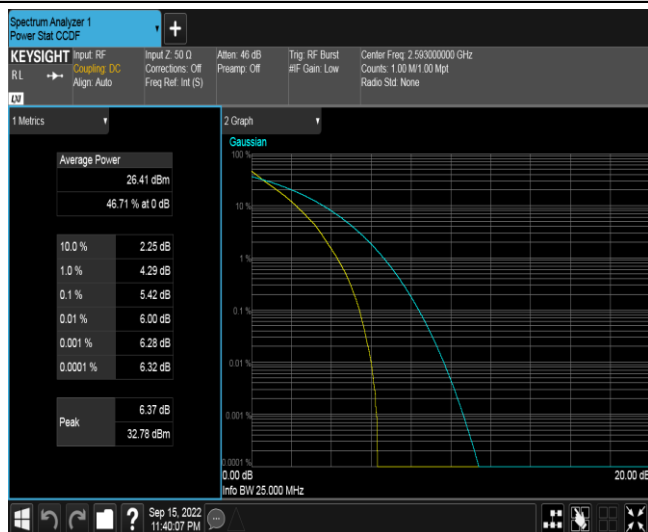 Spectrum Analyzer 1
Power Stat CCDF
+
KEYSIGHT Input: RF Input Z: 50 Ω Atten: 46 dB Trig: RF Burst Center Freq: 2.593000000 GHz
RL Coupling: DC Corrections: Off Preamp: Off #IF Gain: Low Counts: 1.00 M/1.00 Mpt
Align: Auto Freq Ref: Int (S) Radio Std: None
LXI
1 Metrics
Average Power
26.41 dBm
46.71 % at 0 dB
10.0 % 2.25 dB
1.0 % 4.29 dB
0.1 % 5.42 dB
0.01 % 6.00 dB
0.001 % 6.28 dB
0.0001 % 6.32 dB
Peak 6.37 dB
32.78 dBm
2 Graph
Gaussian
100 %
10 %
1 %
0.1 %
0.01 %
0.001 %
0.0001 %
0.00 dB 20.00 dB
Info BW 25.000 MHz
? Sep 15, 2022
11:40:07 PM